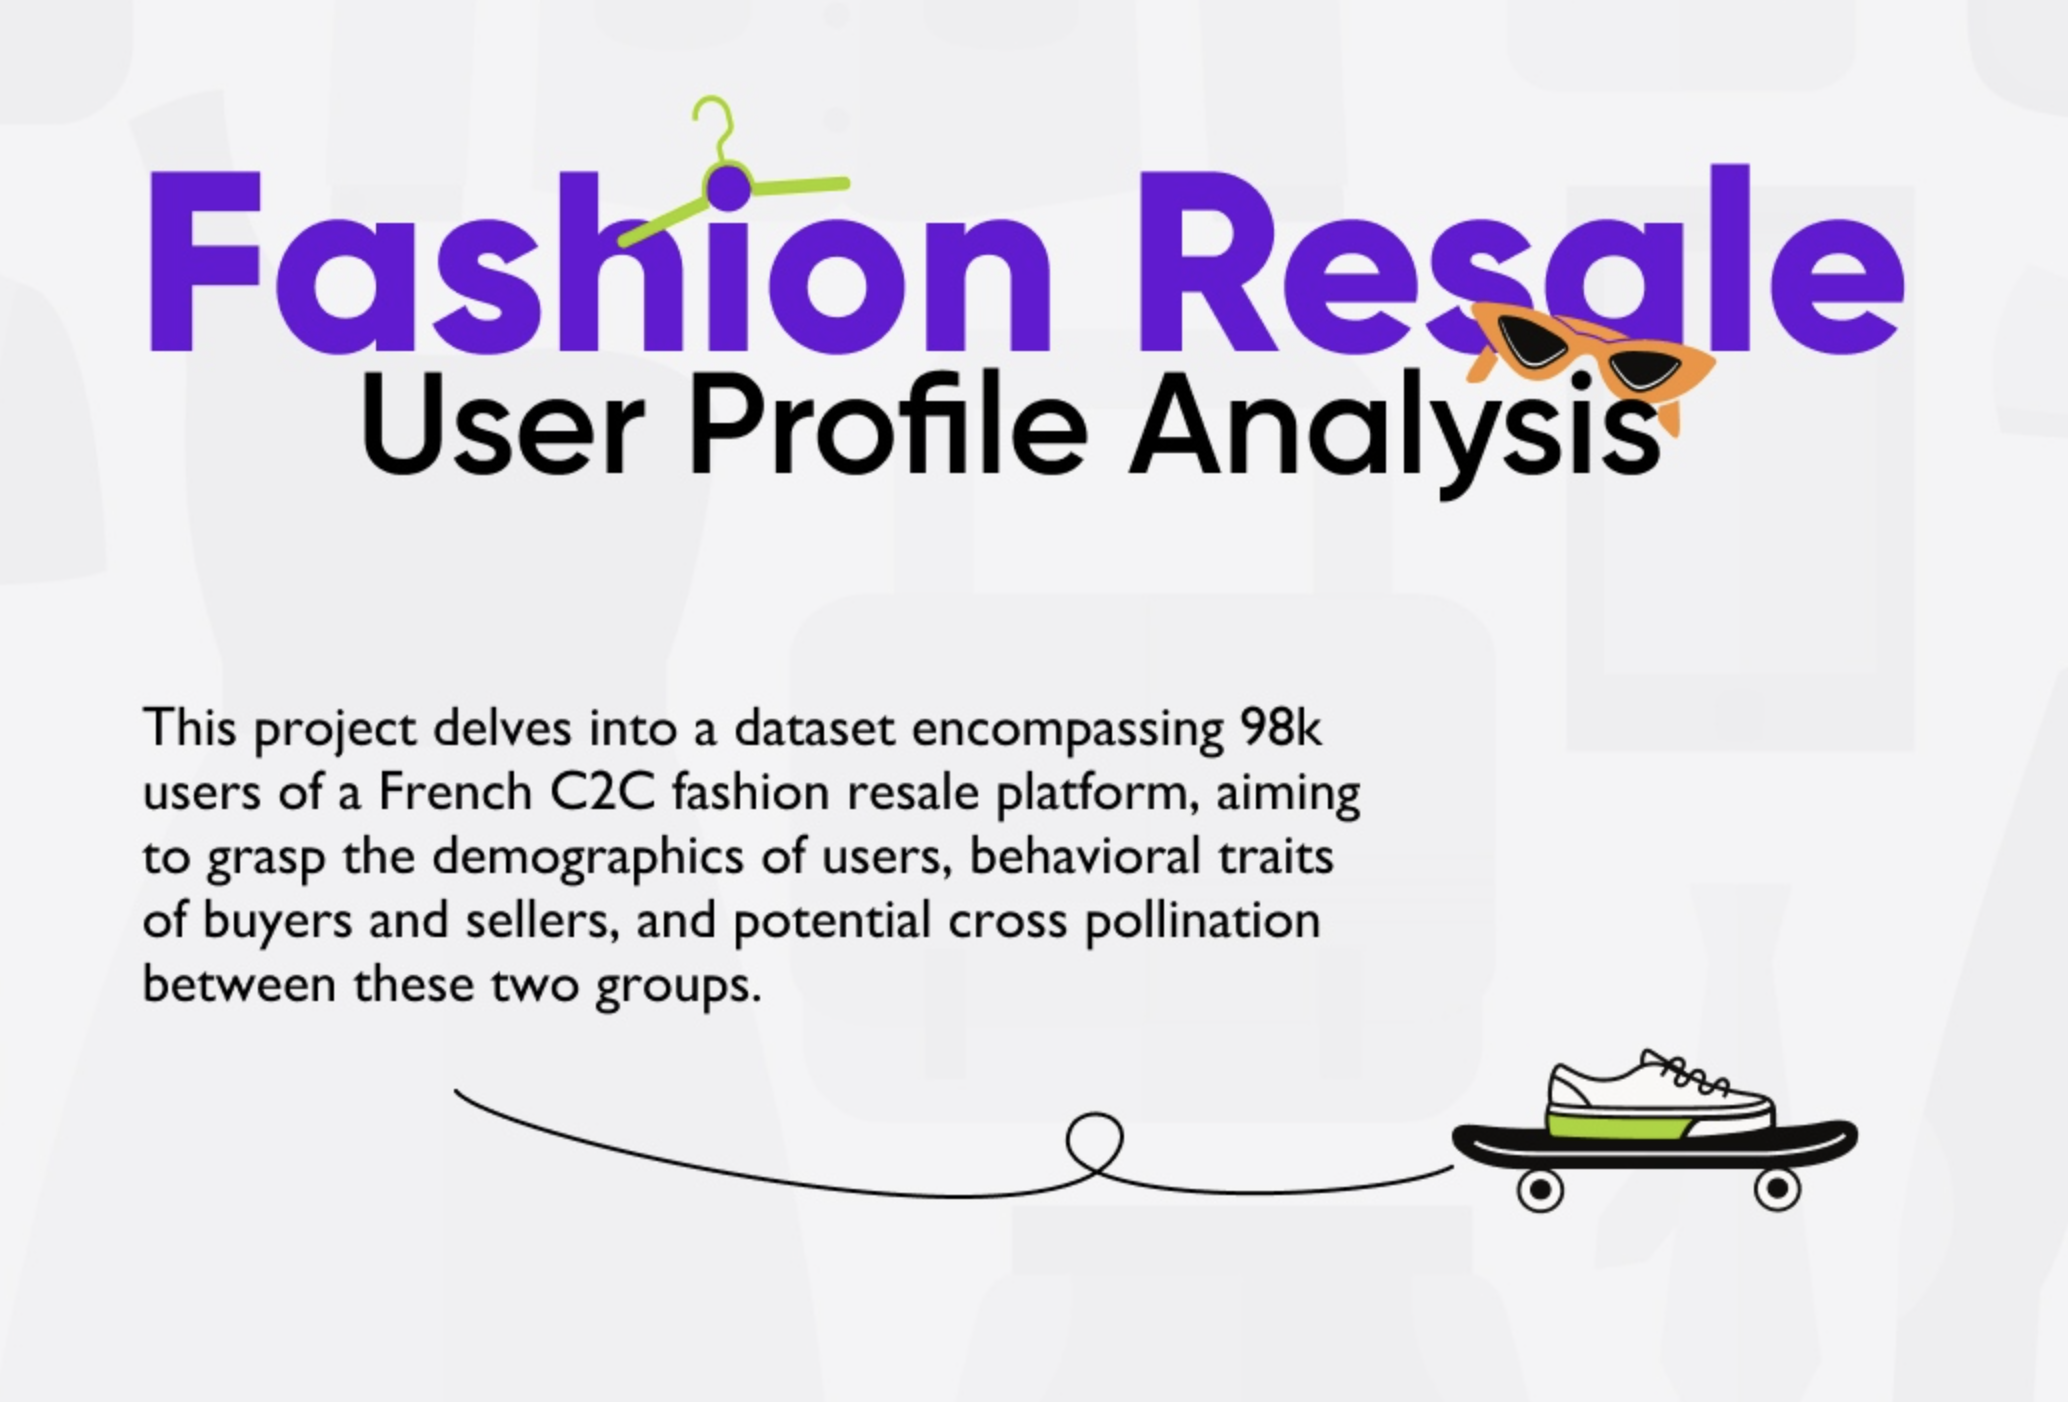 Fashion Resale
User Profile Analysis
This project delves into a dataset encompassing 98k
users of a French C2C fashion resale platform, aiming
to grasp the demographics of users, behavioral traits
of buyers and sellers, and potential cross pollination
between these two groups.